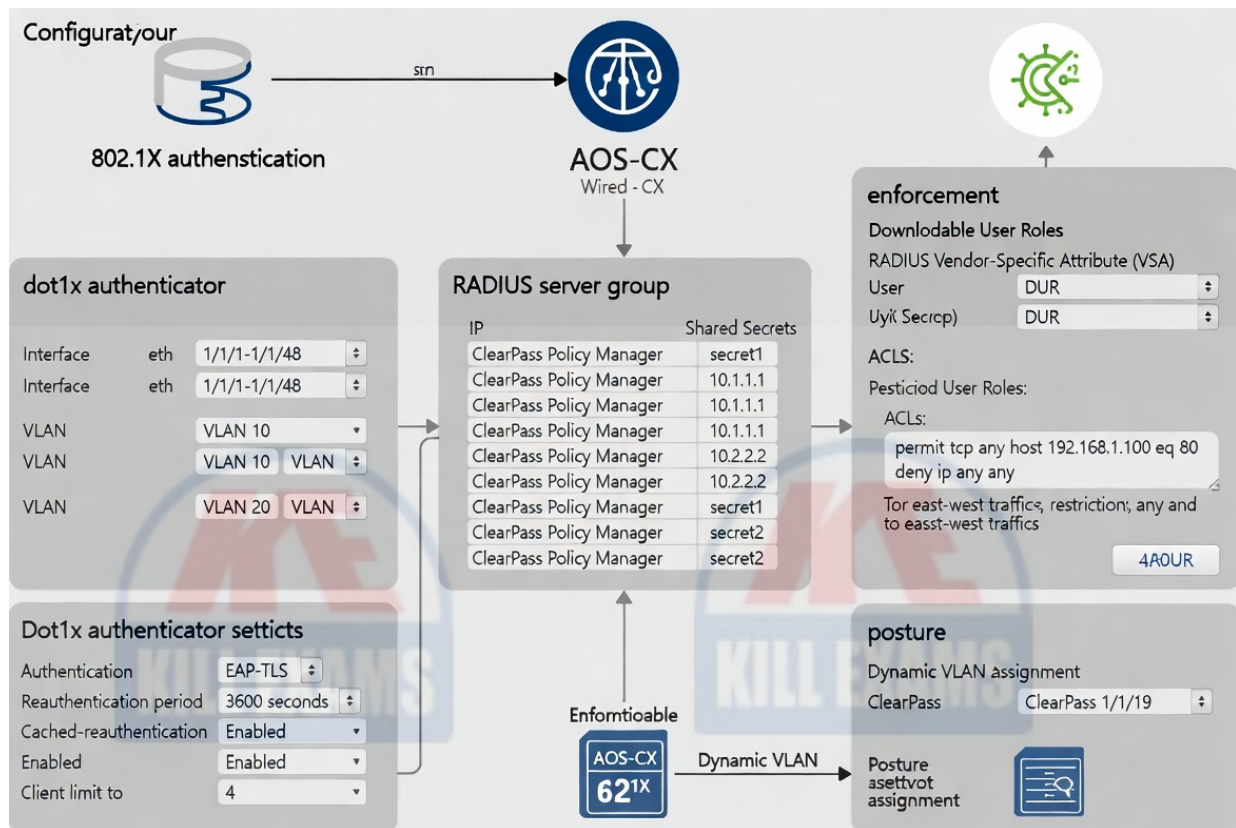 Configurat/our
srn
802.1X authenstication
AOS-CX
Wired - CX
dot1x authenticator
Interface eth 1/1/1-1/1/48
Interface eth 1/1/1-1/1/48
VLAN VLAN 10
VLAN VLAN 10 VLAN
VLAN VLAN 20 VLAN
Dot1x authenticator setticts
Authentication EAP-TLS
Reauthentication period 3600 seconds
Cached-reauthentication Enabled
Enabled Enabled
Client limit to 4
RADIUS server group
IP Shared Secrets
ClearPass Policy Manager secret1
ClearPass Policy Manager 10.1.1.1
ClearPass Policy Manager 10.1.1.1
ClearPass Policy Manager 10.1.1.1
ClearPass Policy Manager 10.2.2.2
ClearPass Policy Manager 10.2.2.2
ClearPass Policy Manager secret1
ClearPass Policy Manager secret2
ClearPass Policy Manager secret2
Enfomtioable
AOS-CX
621X
Dynamic VLAN
enforcement
Downlodable User Roles
RADIUS Vendor-Specific Attribute (VSA)
User DUR
Secrop) DUR
ACLS:
Pesticiod User Roles:
ACLs:
permit tcp any host 192.168.1.100 eq 80
deny ip any any
Tor east-west traffics, restriction;, any and
to easst-west traffics
4AOUR
posture
Dynamic VLAN assignment
ClearPass ClearPass 1/1/19
Posture
asettvot
assignment
KILL EXAMS
KILL EXAMS